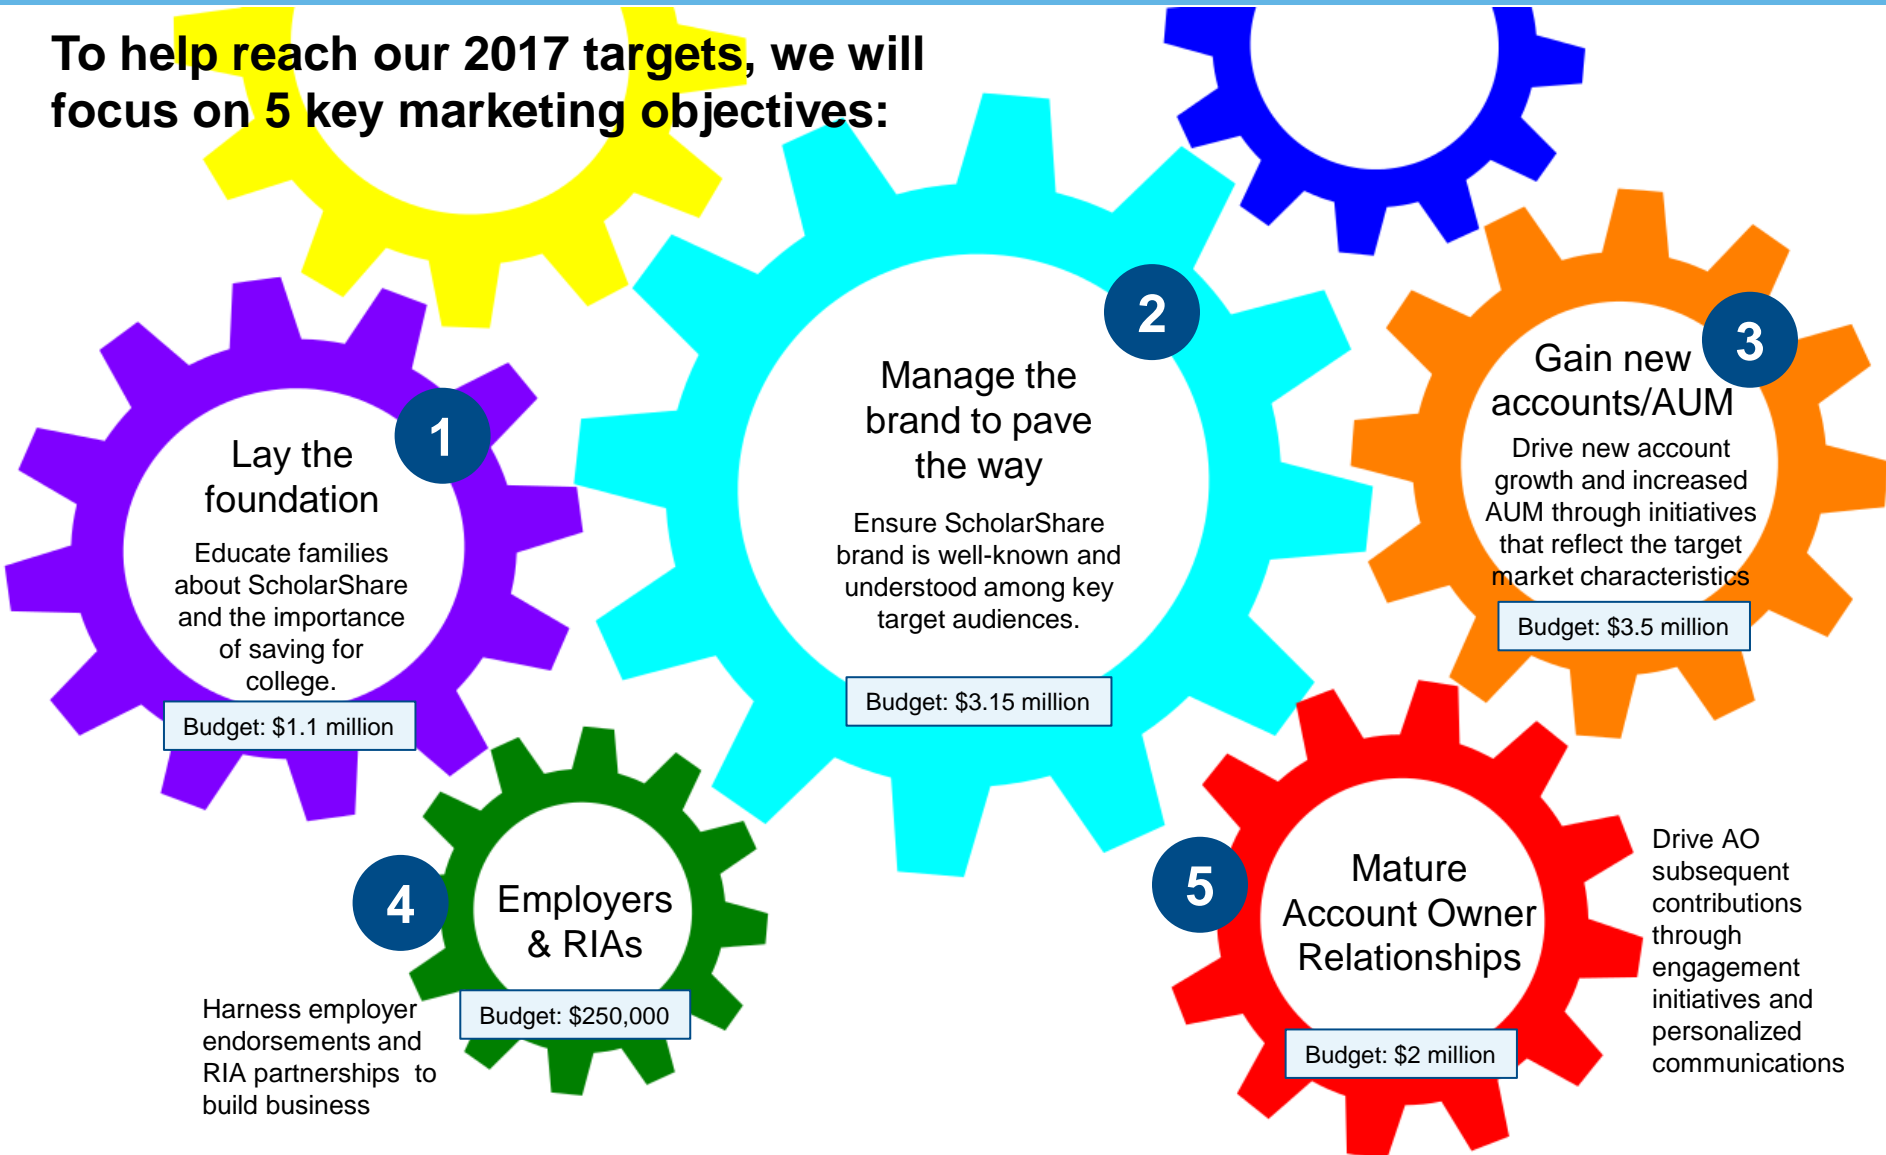 To help reach our 2017 targets, we will
focus on 5 key marketing objectives:
1
Lay the
foundation
Educate families
about ScholarShare
and the importance
of saving for
college.
Budget: $1.1 million
2
Manage the
brand to pave
the way
Ensure ScholarShare
brand is well-known and
understood among key
target audiences.
Budget: $3.15 million
3
Gain new
accounts/AUM
Drive new account
growth and increased
AUM through initiatives
that reflect the target
market characteristics
Budget: $3.5 million
4
Employers
& RIAs
Budget: $250,000
Harness employer
endorsements and
RIA partnerships to
build business
5
Mature
Account Owner
Relationships
Budget: $2 million
Drive AO
subsequent
contributions
through
engagement
initiatives and
personalized
communications